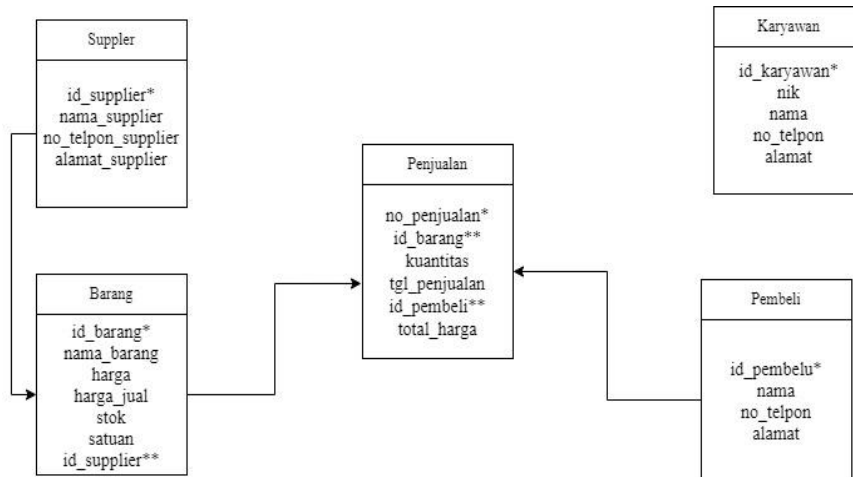 Suppler
id_supplier*
nama_supplier
no_telpon_supplier
alamat_supplier
Karyawan
id_karyawan*
nik
nama
no_telpon
alamat
Penjualan
no_penjualan*
id_barang**
kuantitas
tgl_penjualan
id_pembeli**
total_harga
Barang
id_barang*
nama_barang
harga
harga_jual
stok
satuan
id_supplier**
Pembeli
id_pembelu*
nama
no_telpon
alamat